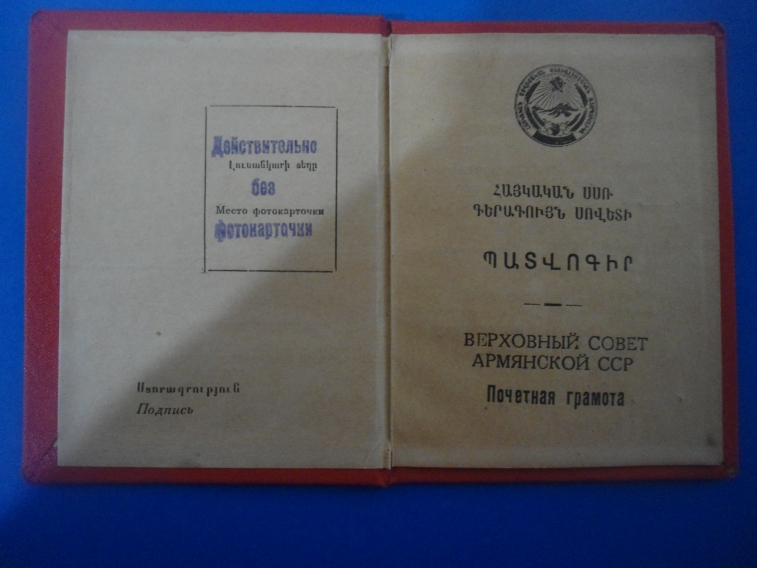 Действительно
Լուսանկարի տեղը
без
Место фотокарточки
Фотокарточки
Ստորագրություն
Подпись
ՀԱՅԿԱԿԱՆ ՍՍՌ
ԳԵՐԱԳՈՒՅՆ ՍՈՎԵՏԻ
ՊԱՏՎՈԳԻՐ
ВЕРХОВНЫЙ СОВЕТ
АРМЯНСКОЙ ССР
Почетная грамота